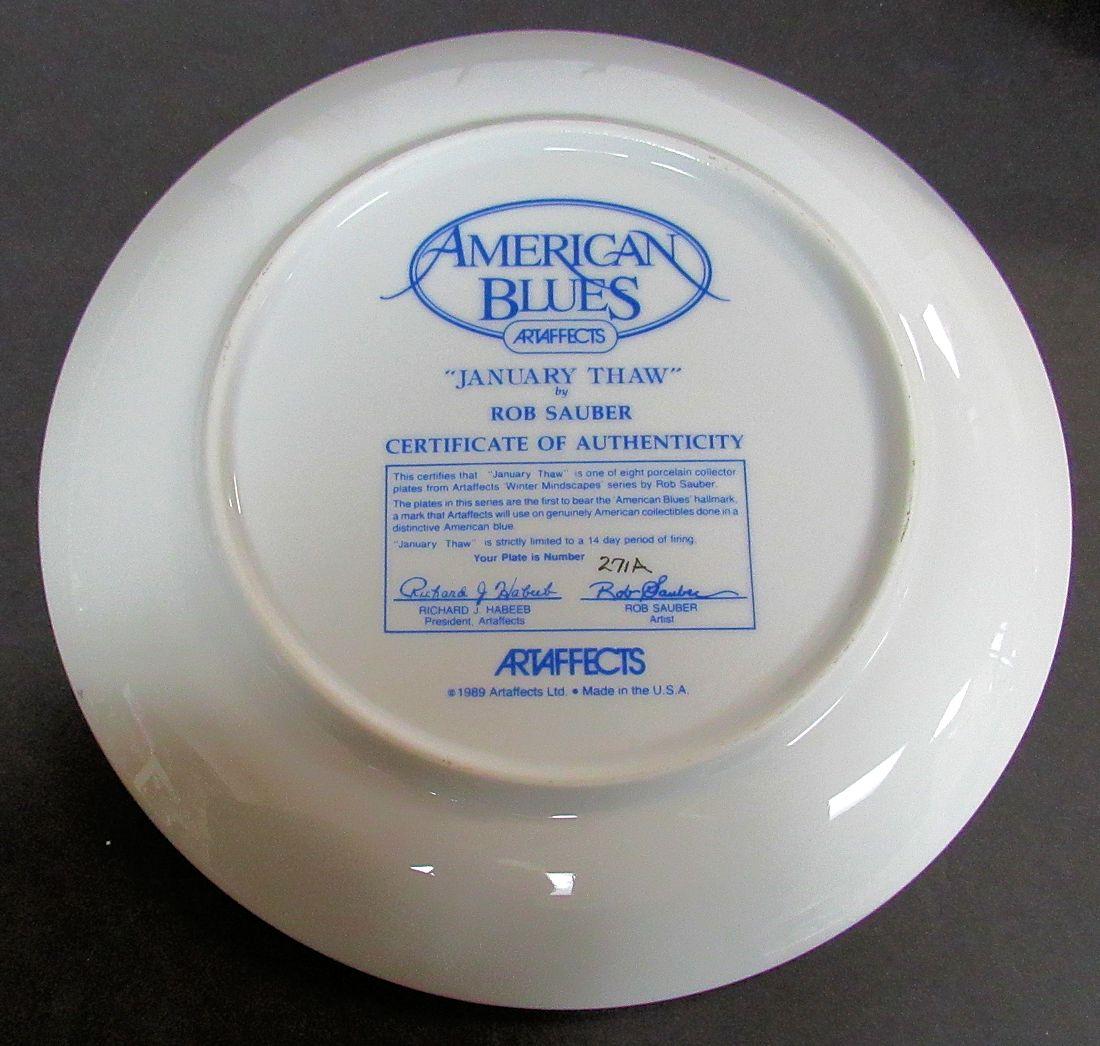 AMERICAN
BLUES
ARTAFFECTS
"JANUARY THAW"
by
ROB SAUBER
CERTIFICATE OF AUTHENTICITY
This certifies that "January Thaw" is one of eight porcelain collector
plates from Artaffects 'Winter Mindscapes' series by Rob Sauber.
The plates in this series are the first to bear the 'American Blues' hallmark,
a mark that Artaffects will use on genuinely American collectibles done in a
distinctive American blue.
"January Thaw" is strictly limited to a 14 day period of firing.
Your Plate is Number 271A
Richard J Habeeb Rob Sauber
RICHARD J. HABEEB ROB SAUBER
President, Artaffects Artist
ARTAFFECTS
©1989 Artaffects Ltd. • Made in the U.S.A.